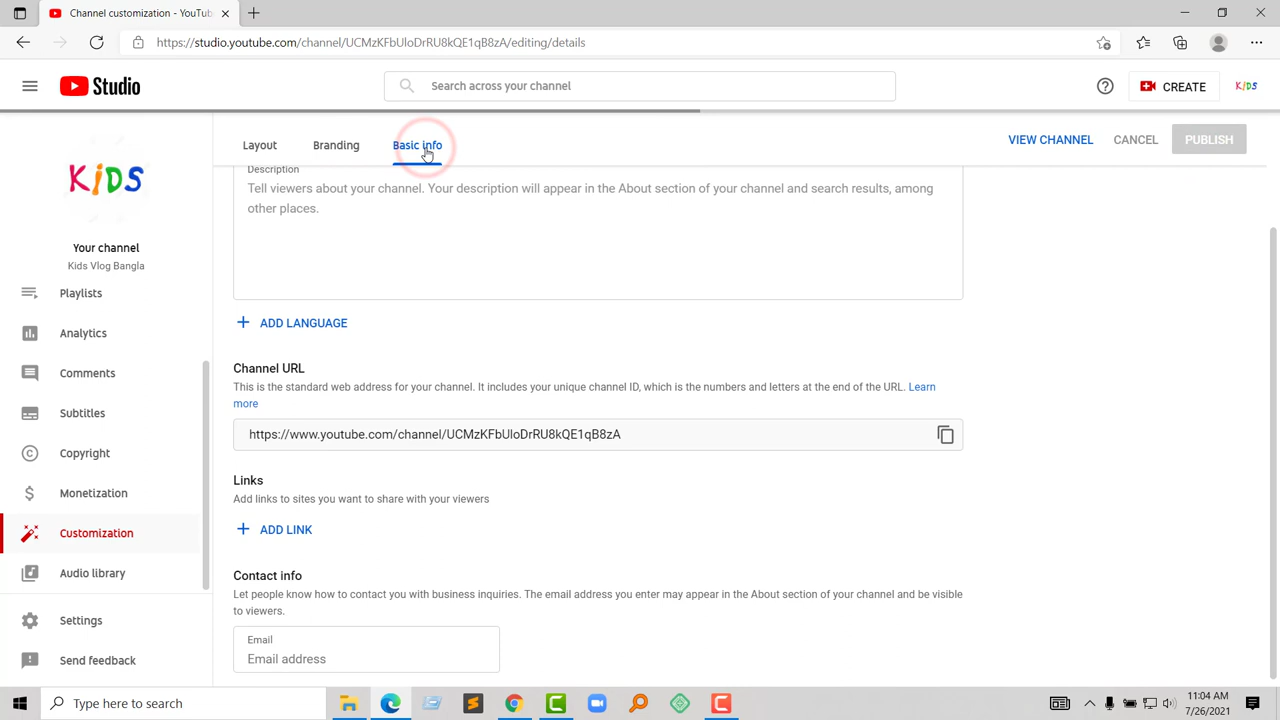 Channel customization - YouTub
https://studio.youtube.com/channel/UCMzKFbUloDrRU8kQE1qB8zA/editing/details
Studio
Search across your channel
CREATE
KIDS
Layout
Branding
Basic info
VIEW CHANNEL
CANCEL
PUBLISH
KiDS
Your channel
Kids Vlog Bangla
Playlists
Analytics
Comments
Subtitles
Copyright
Monetization
Customization
Audio library
Settings
Send feedback
Description
Tell viewers about your channel. Your description will appear in the About section of your channel and search results, among
other places.
ADD LANGUAGE
Channel URL
This is the standard web address for your channel. It includes your unique channel ID, which is the numbers and letters at the end of the URL. Learn
more
https://www.youtube.com/channel/UCMzKFbUloDrRU8kQE1qB8zA
Links
Add links to sites you want to share with your viewers
ADD LINK
Contact info
Let people know how to contact you with business inquiries. The email address you enter may appear in the About section of your channel and be visible
to viewers.
Email
Email address
Type here to search
11:04 AM
7/26/2021